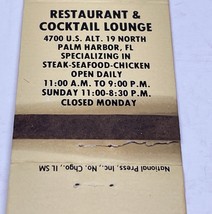 RESTAURANT &
COCKTAIL LOUNGE
4700 U.S. ALT. 19 NORTH
PALM HARBOR, FL
SPECIALIZING IN
STEAK-SEAFOOD-CHICKEN
OPEN DAILY
11:00 A.M. TO 9:00 P.M.
SUNDAY 11:00-8:30 P.M.
CLOSED MONDAY
National Press, Inc., No. Chgo., IL SM